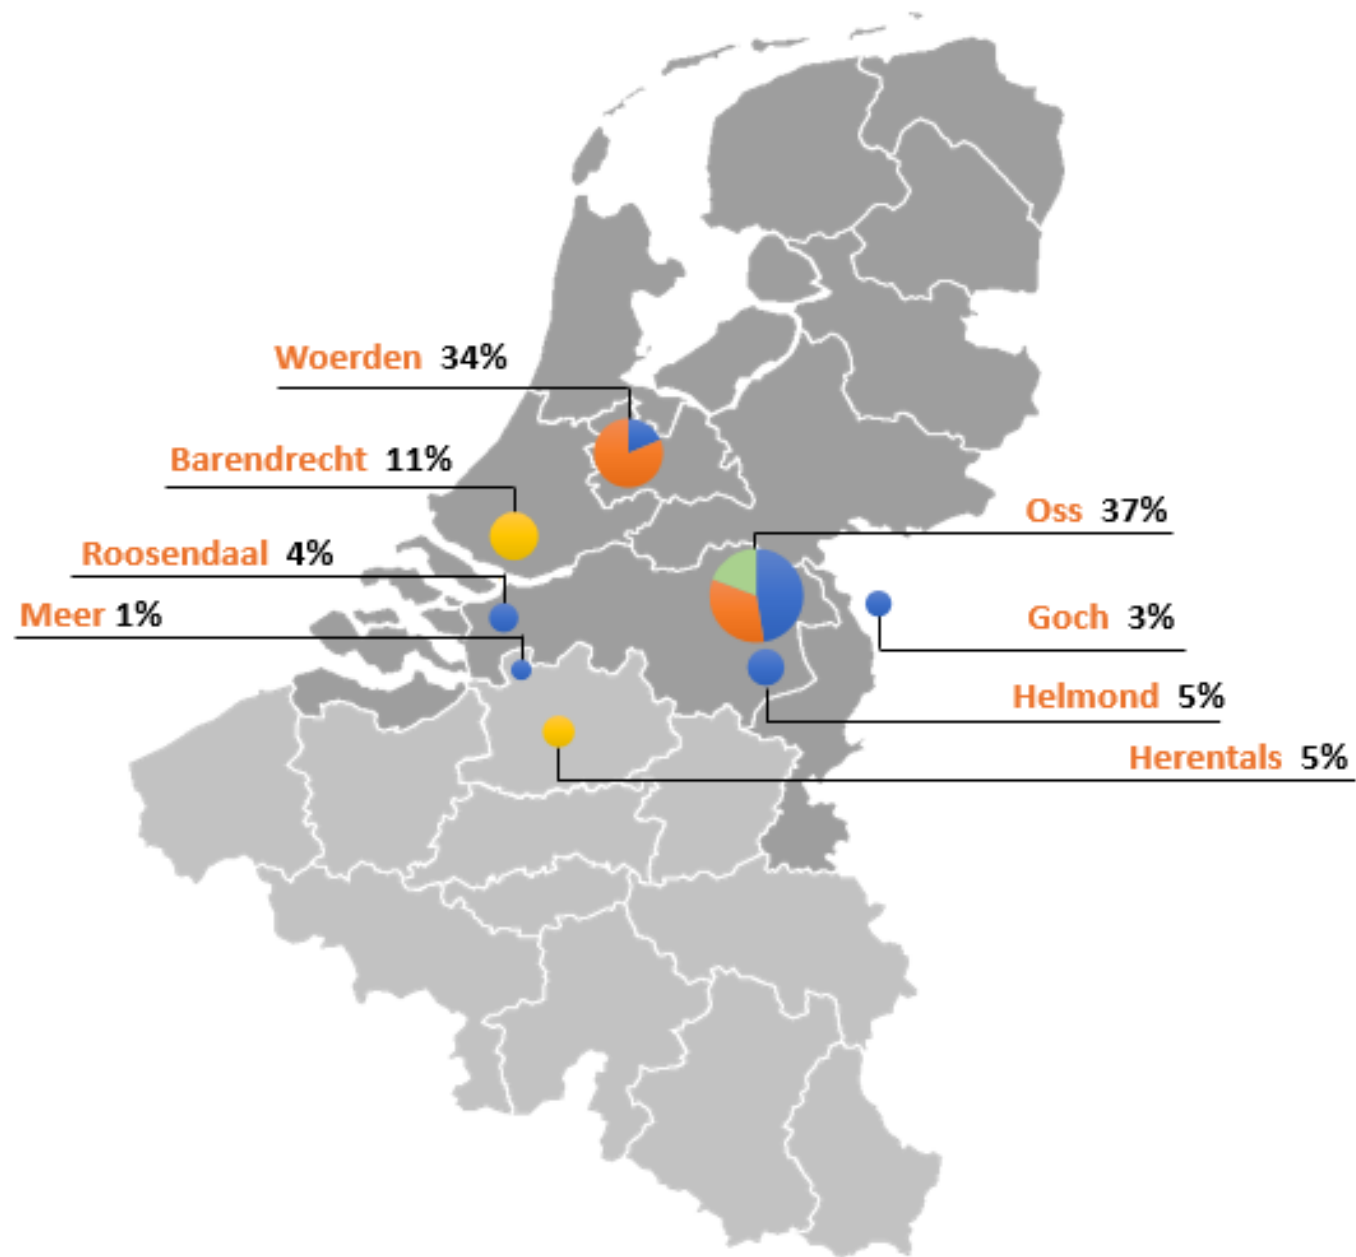 Woerden 34%
Barendrecht 11%
Roosendaal 4%
Meer 1%
Oss 37%
Goch 3%
Helmond 5%
Herentals 5%